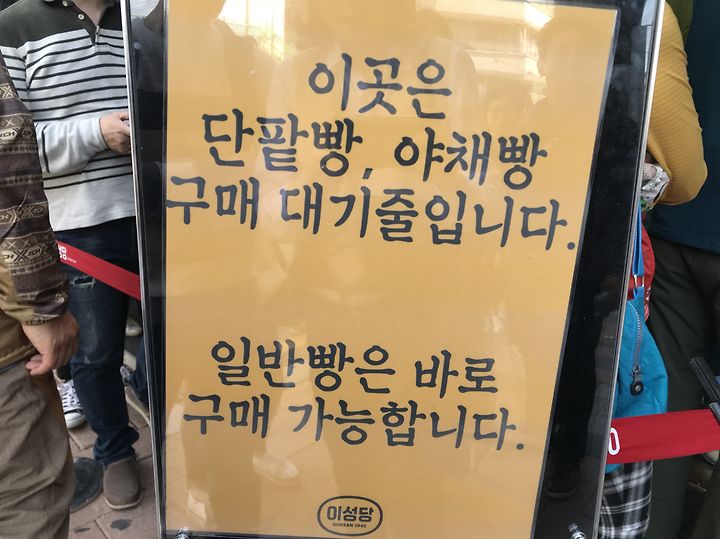 이곳은
단팥빵, 야채빵
구매 대기줄입니다.
일반빵은 바로
구매 가능합니다.
이성당